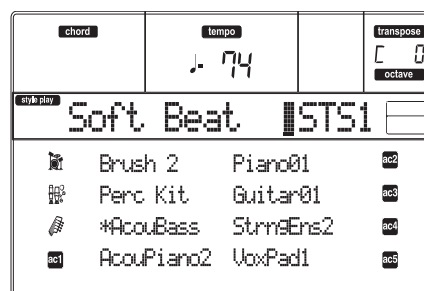 chord tempo transpose
♩= 74 C 0
octave
style play
Soft Beat STS1
Brush 2 Piano01 ac2
Perc Kit Guitar01 ac3
*AcouBass StrngEns2 ac4
ac1 AcouPiano2 VoxPad1 ac5